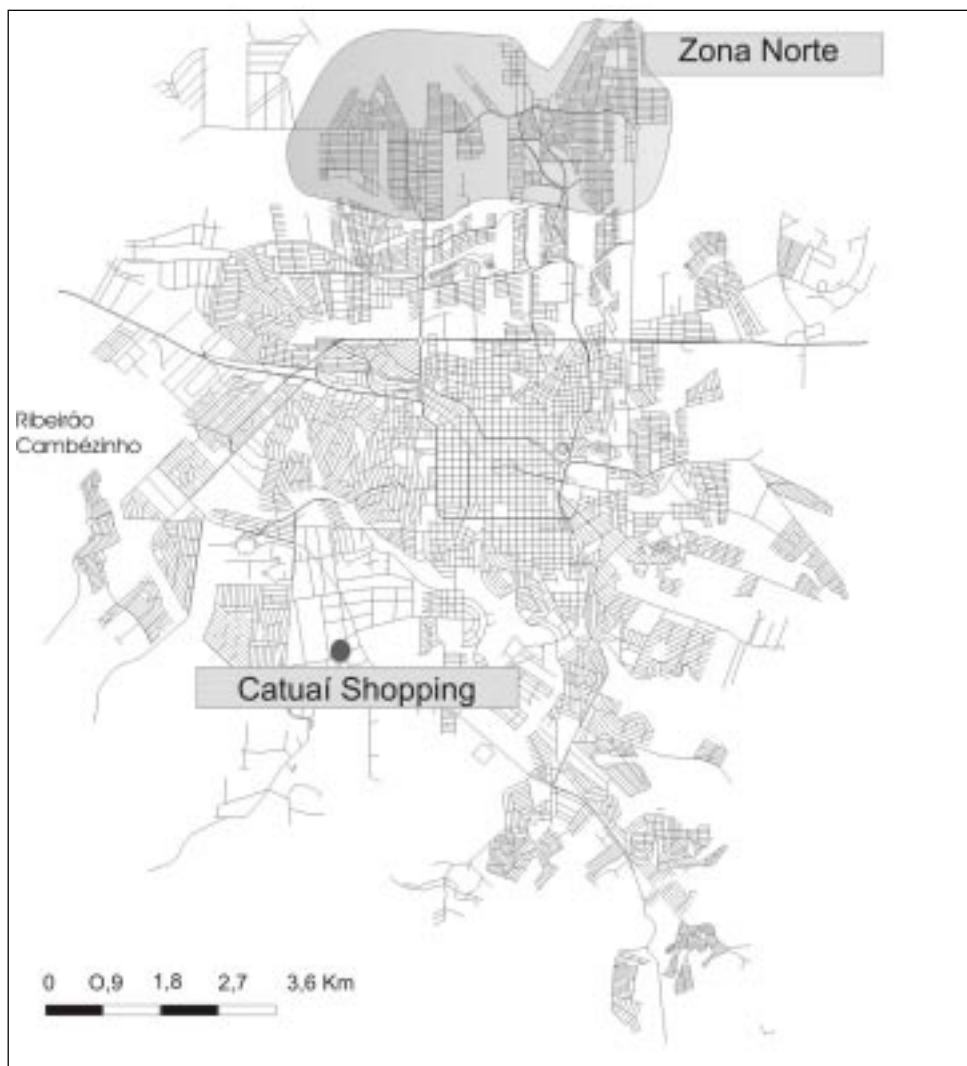 Zona Norte
Ribeirão
Cambézinho
Catuaí Shopping
0 O,9 1,8 2,7 3,6 Km